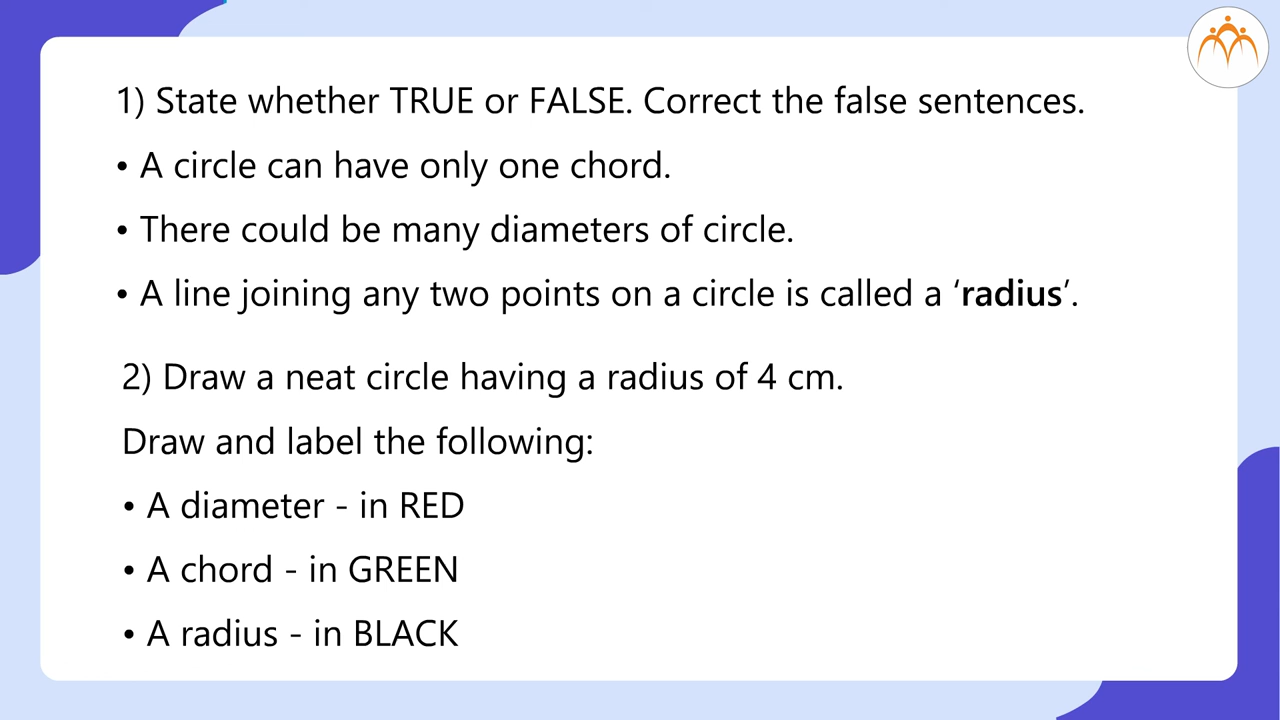 1) State whether TRUE or FALSE. Correct the false sentences.
• A circle can have only one chord.
• There could be many diameters of circle.
• A line joining any two points on a circle is called a ‘radius’.
2) Draw a neat circle having a radius of 4 cm.
Draw and label the following:
• A diameter - in RED
• A chord - in GREEN
• A radius - in BLACK